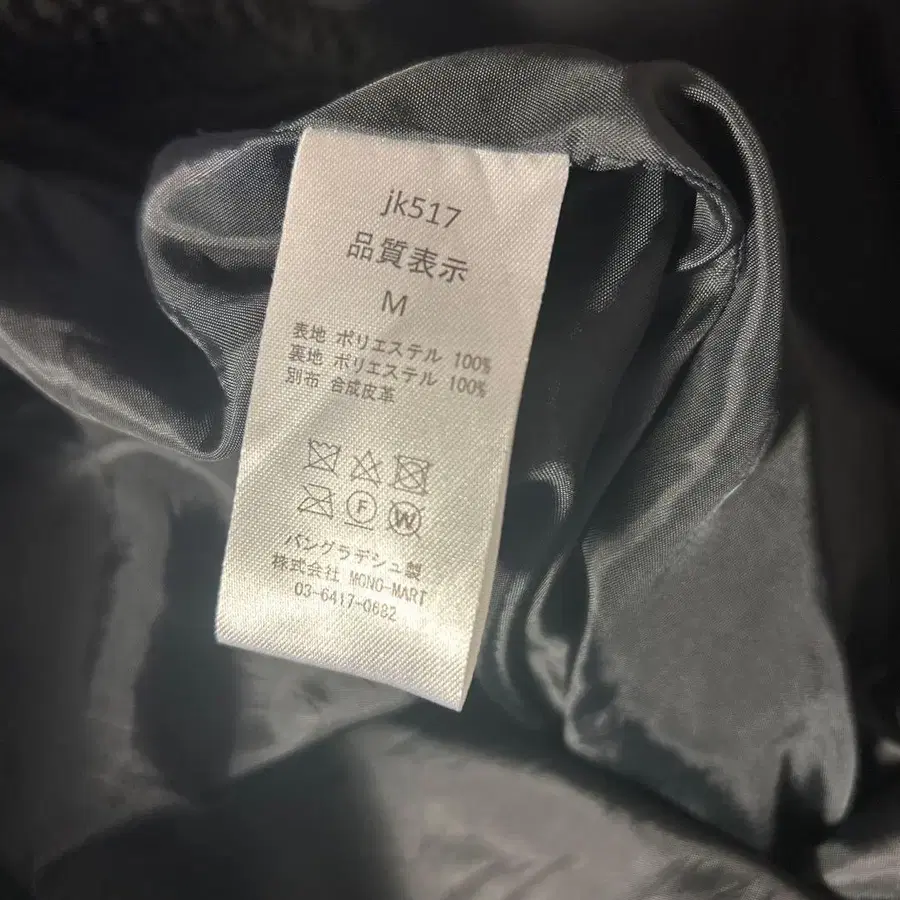 jk517
品質表示
M
表地 ポリエステル 100%
裏地 ポリエステル 100%
別布 合成皮革
F W
バングラデシュ製
株式会社 MONO-MART
03-6417-0682